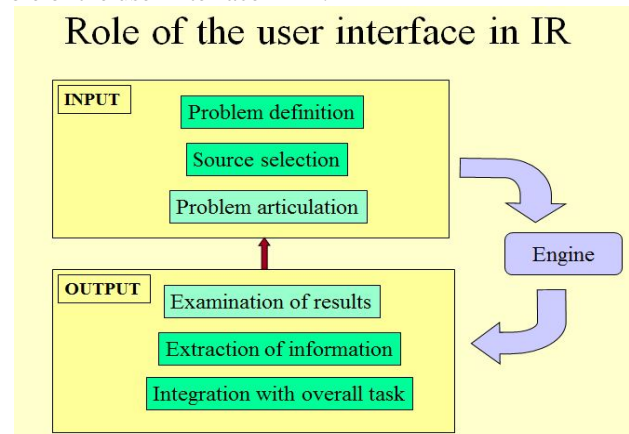 Role of the user interface in IR
INPUT
Problem definition
Source selection
Problem articulation
Engine
OUTPUT
Examination of results
Extraction of information
Integration with overall task